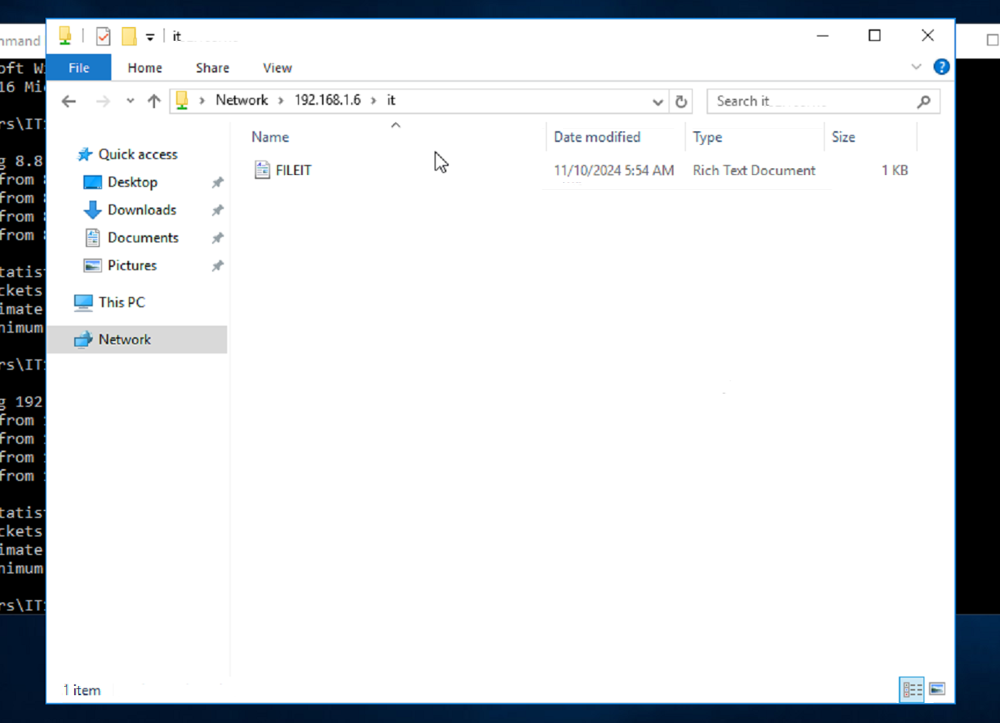 mmand
it
File Home Share View
Network > 192.168.1.6 > it
Search it
Name Date modified Type Size
FILEIT 11/10/2024 5:54 AM Rich Text Document 1 KB
Quick access
Desktop
Downloads
Documents
Pictures
This PC
Network
1 item
oft W
16 Mi
rs\IT
g 8.8
from
from
from
from
tatis
ckets
imate
nimum
rs\IT
g 192
from
from
from
from
tatis
ckets
imate
nimum
rs\IT